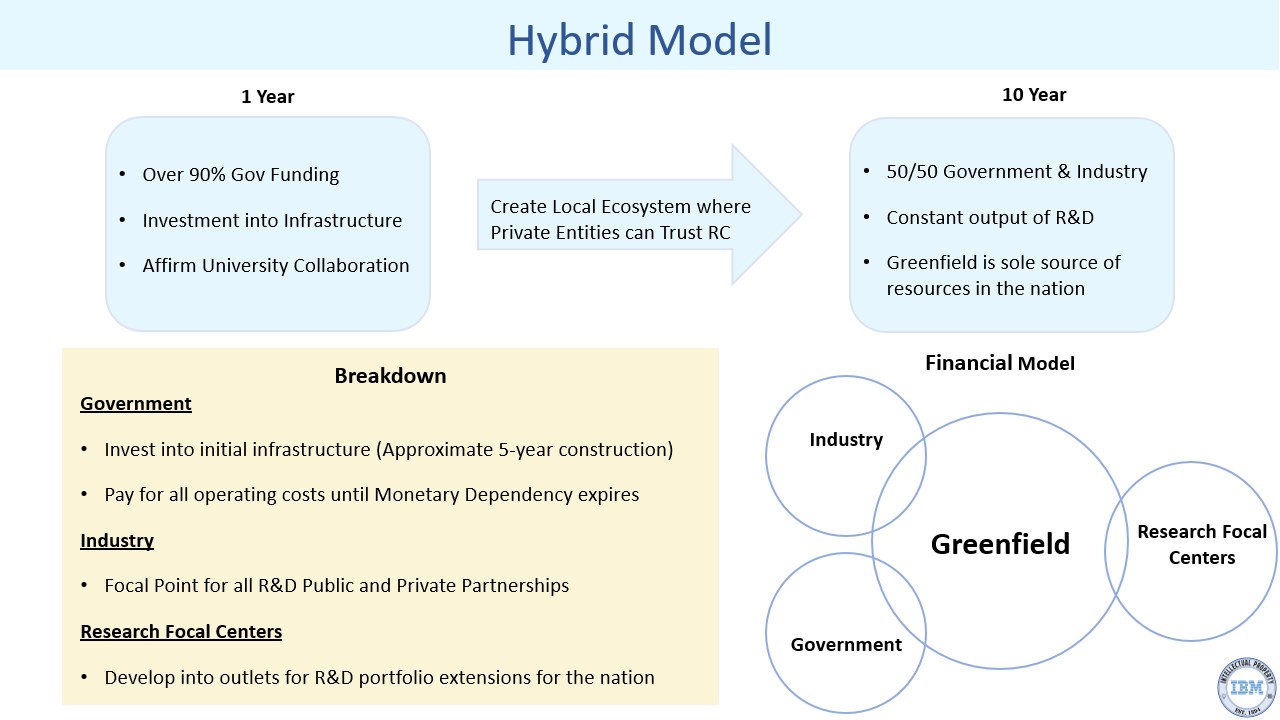 Hybrid Model
1 Year
• Over 90% Gov Funding
• Investment into Infrastructure
• Affirm University Collaboration
Create Local Ecosystem where
Private Entities can Trust RC
10 Year
• 50/50 Government & Industry
• Constant output of R&D
• Greenfield is sole source of
resources in the nation
Breakdown
Government
• Invest into initial infrastructure (Approximate 5-year construction)
• Pay for all operating costs until Monetary Dependency expires
Industry
• Focal Point for all R&D Public and Private Partnerships
Research Focal Centers
• Develop into outlets for R&D portfolio extensions for the nation
Financial Model
Industry
Greenfield
Research Focal
Centers
Government
INTELLECTUAL PROPERTY
IBM